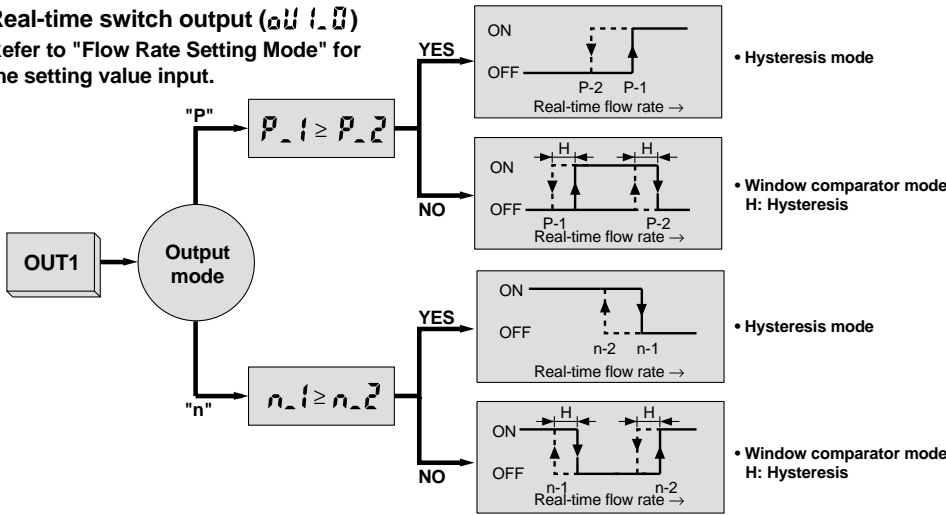 Real-time switch output (oU1_0)
Refer to "Flow Rate Setting Mode" for
the setting value input.
OUT1
Output
mode
"P"
P_1 ≥ P_2
YES
ON
OFF
P-2 P-1
Real-time flow rate →
• Hysteresis mode
NO
H H
ON
OFF
P-1 P-2
Real-time flow rate →
• Window comparator mode
H: Hysteresis
"n"
n_1 ≥ n_2
YES
ON
OFF
n-2 n-1
Real-time flow rate →
• Hysteresis mode
NO
H H
ON
OFF
n-1 n-2
Real-time flow rate →
• Window comparator mode
H: Hysteresis